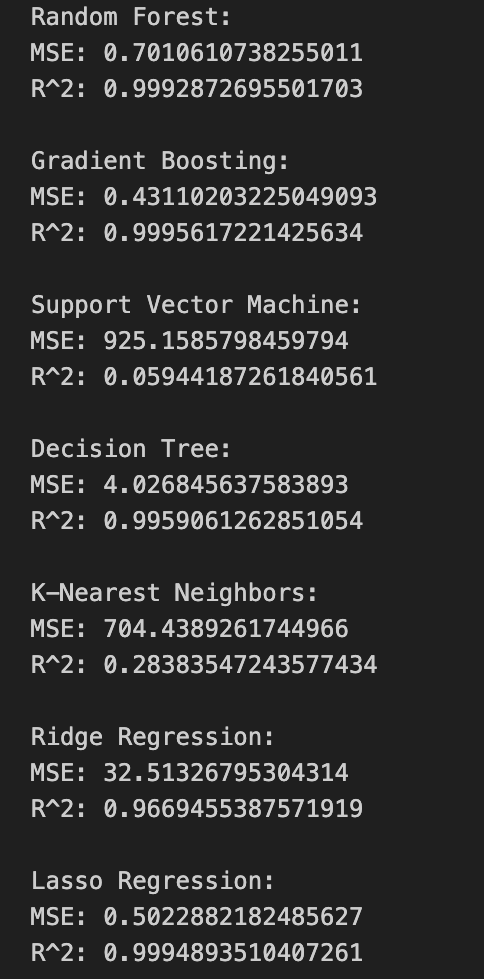 Random Forest:
MSE: 0.7010610738255011
R^2: 0.9992872695501703
Gradient Boosting:
MSE: 0.43110203225049093
R^2: 0.9995617221425634
Support Vector Machine:
MSE: 925.1585798459794
R^2: 0.05944187261840561
Decision Tree:
MSE: 4.026845637583893
R^2: 0.9959061262851054
K-Nearest Neighbors:
MSE: 704.4389261744966
R^2: 0.28383547243577434
Ridge Regression:
MSE: 32.51326795304314
R^2: 0.9669455387571919
Lasso Regression:
MSE: 0.5022882182485627
R^2: 0.9994893510407261